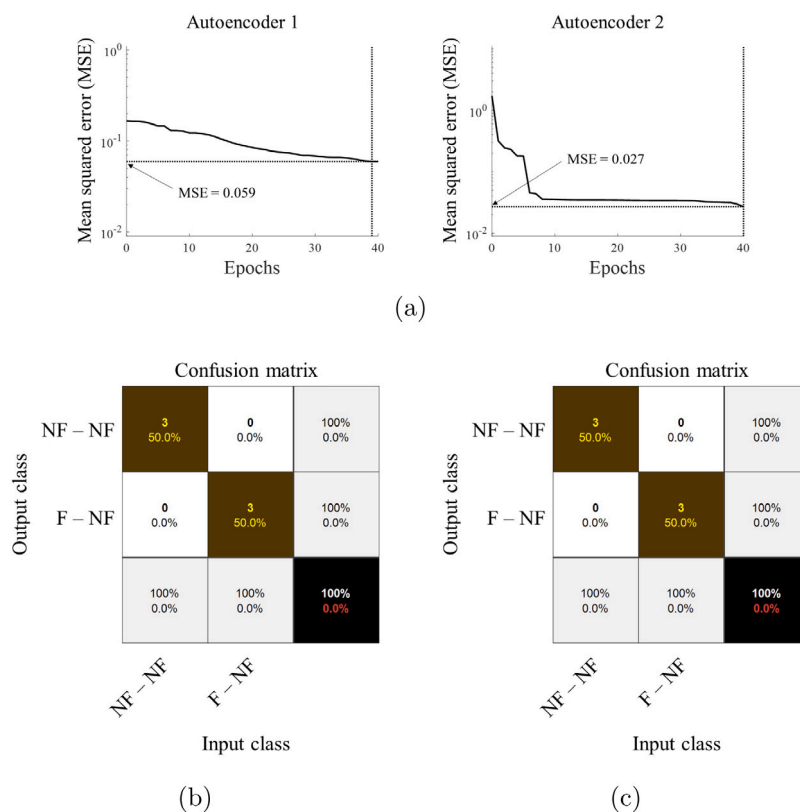 Autoencoder 1
Autoencoder 2
Mean squared error (MSE)
10^0
10^-1
10^-2
MSE = 0.059
0 10 20 30 40
Epochs
Mean squared error (MSE)
10^0
10^-2
MSE = 0.027
0 10 20 30 40
Epochs
(a)
Confusion matrix
Output class
NF – NF
F – NF
3
50.0%
0
0.0%
100%
0.0%
0
0.0%
3
50.0%
100%
0.0%
100%
0.0%
100%
0.0%
100%
0.0%
NF – NF
F – NF
Input class
(b)
Confusion matrix
Output class
NF – NF
F – NF
3
50.0%
0
0.0%
100%
0.0%
0
0.0%
3
50.0%
100%
0.0%
100%
0.0%
100%
0.0%
100%
0.0%
NF – NF
F – NF
Input class
(c)